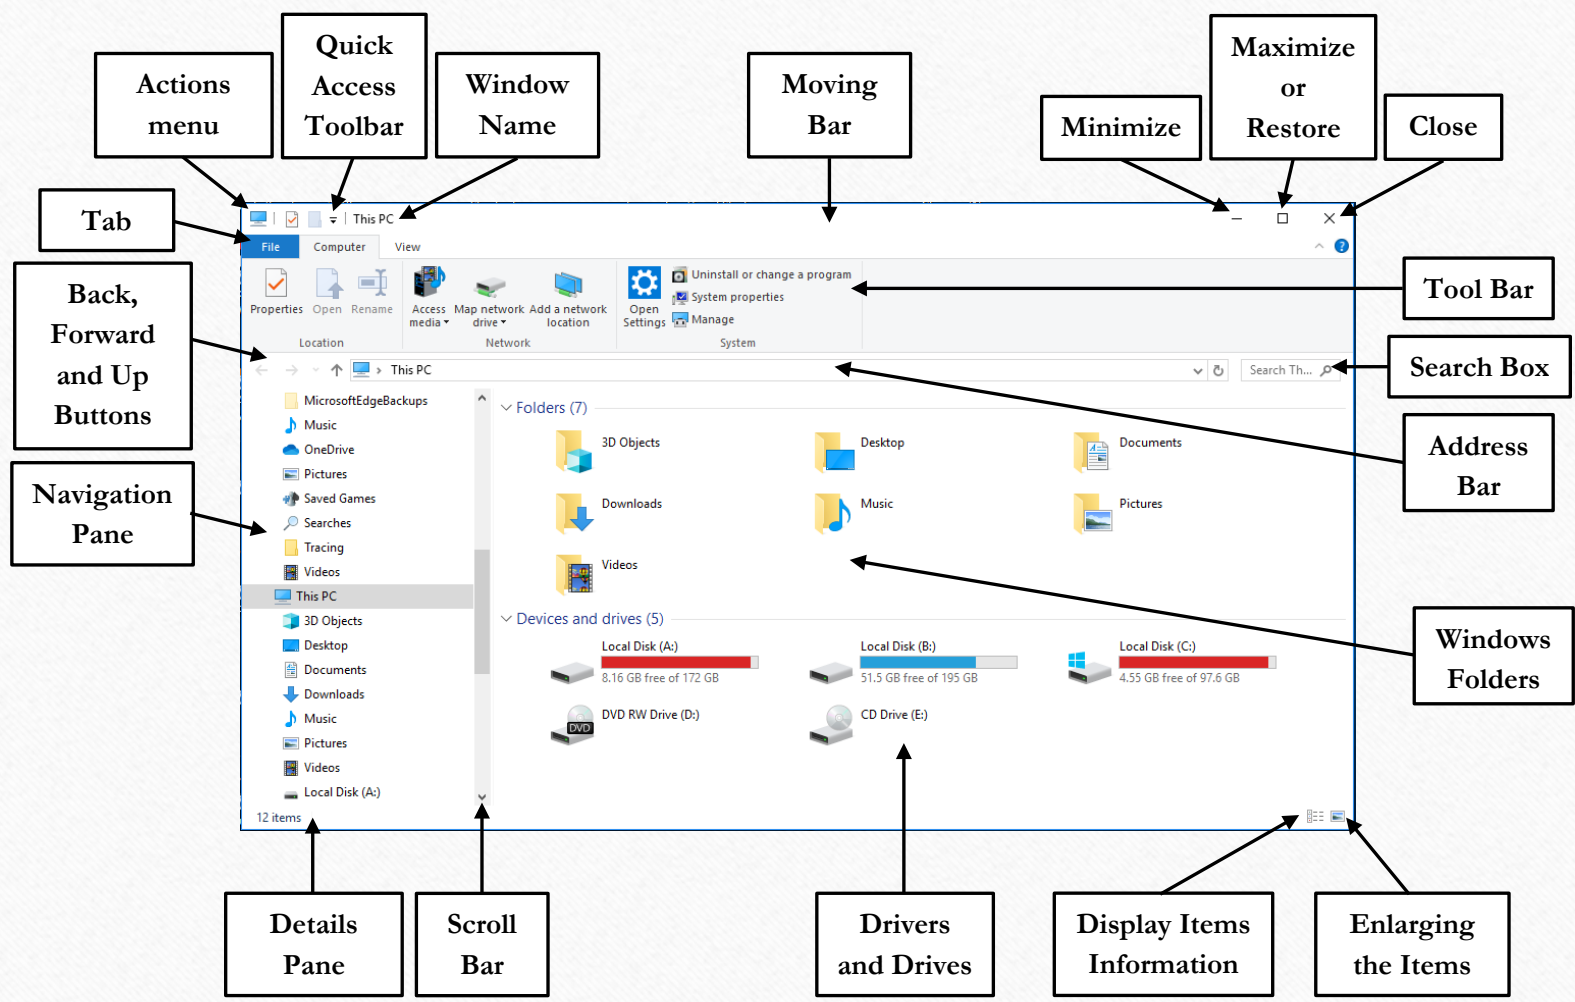 Actions
menu
Quick
Access
Toolbar
Window
Name
Moving
Bar
Minimize
Maximize
or
Restore
Close
Tab
Back,
Forward
and Up
Buttons
Navigation
Pane
This PC
File Computer View
Properties Open Rename
Access
media
Map network
drive
Add a network
location
Open
Settings
Uninstall or change a program
System properties
Manage
Location Network System
This PC
Search Th...
MicrosoftEdgeBackups
Music
OneDrive
Pictures
Saved Games
Searches
Tracing
Videos
This PC
3D Objects
Desktop
Documents
Downloads
Music
Pictures
Videos
Local Disk (A:)
12 items
Folders (7)
3D Objects Desktop Documents
Downloads Music Pictures
Videos
Devices and drives (5)
Local Disk (A:)
8.16 GB free of 172 GB
Local Disk (B:)
51.5 GB free of 195 GB
Local Disk (C:)
4.55 GB free of 97.6 GB
DVD RW Drive (D:)
DVD
CD Drive (E:)
Tool Bar
Search Box
Address
Bar
Windows
Folders
Details
Pane
Scroll
Bar
Drivers
and Drives
Display Items
Information
Enlarging
the Items